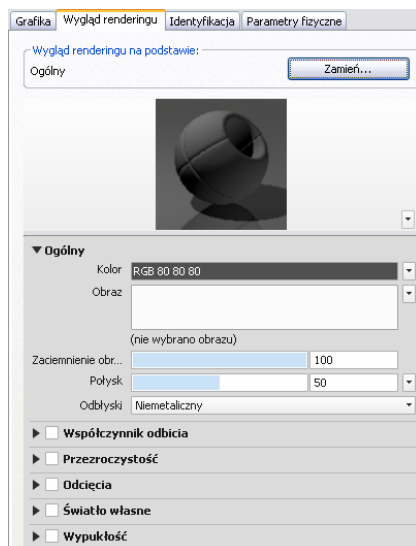 Grafika Wygląd renderingu Identyfikacja Parametry fizyczne
Wygląd renderingu na podstawie:
Ogólny Zamień...
Ogólny
Kolor RGB 80 80 80
Obraz
(nie wybrano obrazu)
Zaciemnienie obr... 100
Połysk 50
Odbłyski Niemetaliczny
Współczynnik odbicia
Przezroczystość
Odcięcia
Światło własne
Wypukłość